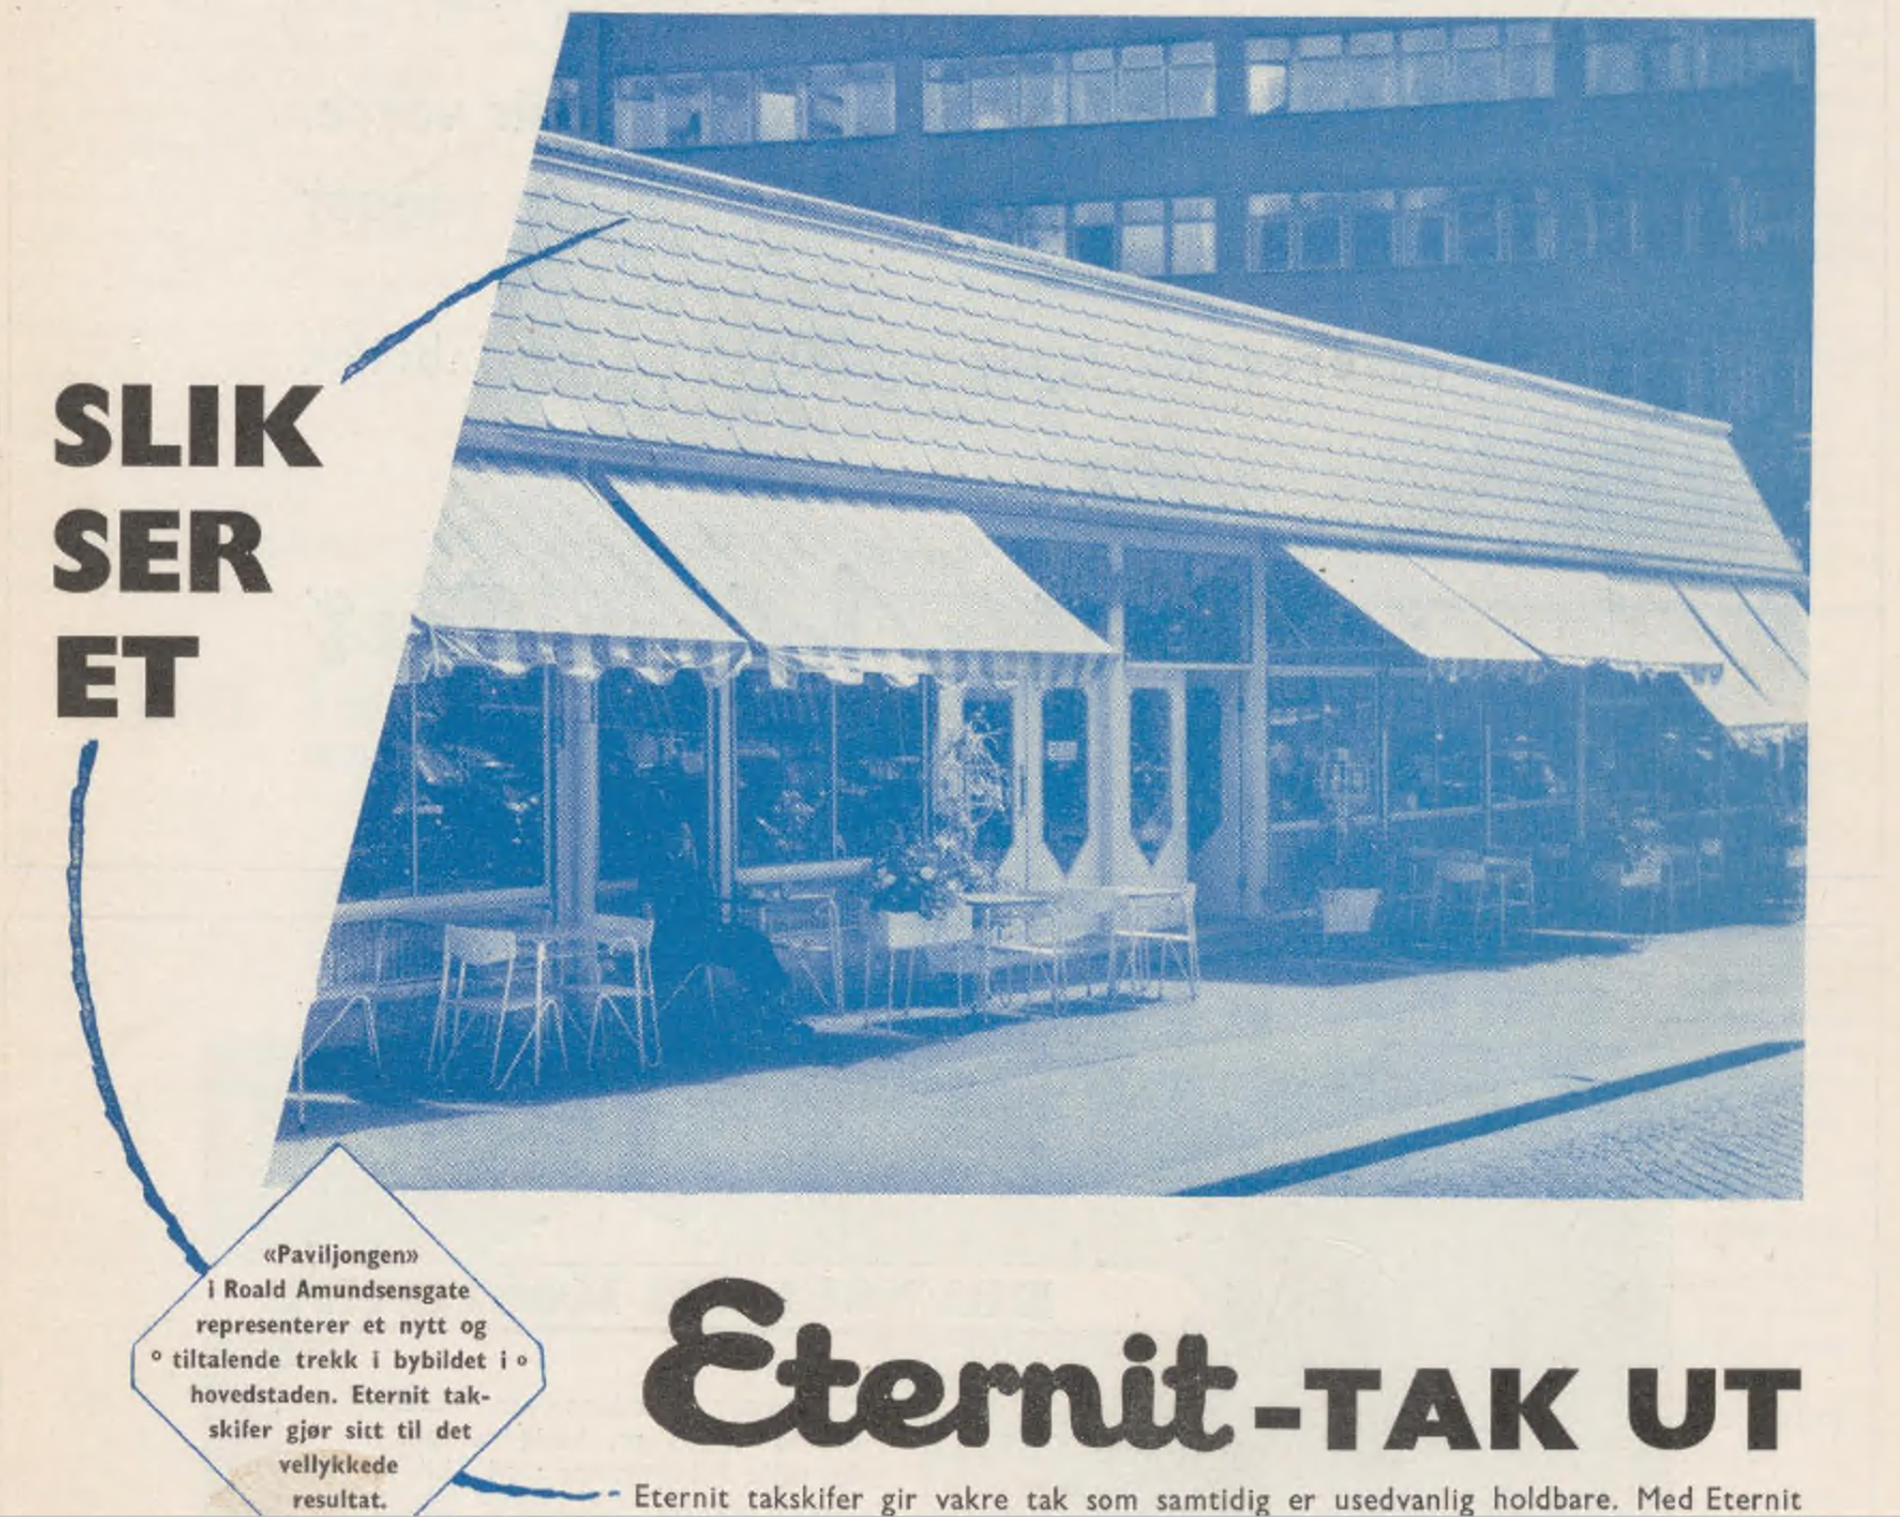 SLIK
SER
ET
«Paviljongen»
i Roald Amundsensgate
representerer et nytt og
tiltalende trekk i bybildet i
hovedstaden. Eternit tak-
skifer gjør sitt til det
vellykkede
resultat.
Eternit-TAK UT
Eternit takskifer gir vakre tak som samtidig er usedvanlig holdbare. Med Eternit